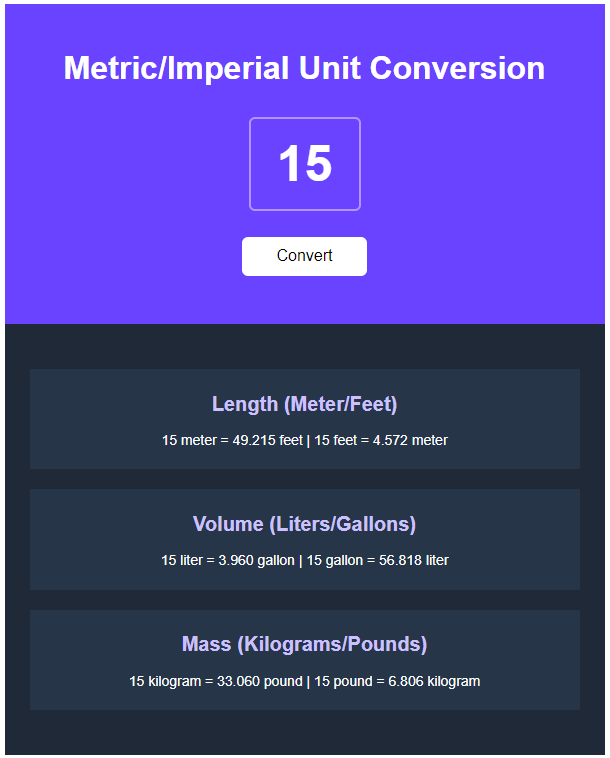 Metric/Imperial Unit Conversion
15
Convert
Length (Meter/Feet)
15 meter = 49.215 feet | 15 feet = 4.572 meter
Volume (Liters/Gallons)
15 liter = 3.960 gallon | 15 gallon = 56.818 liter
Mass (Kilograms/Pounds)
15 kilogram = 33.060 pound | 15 pound = 6.806 kilogram